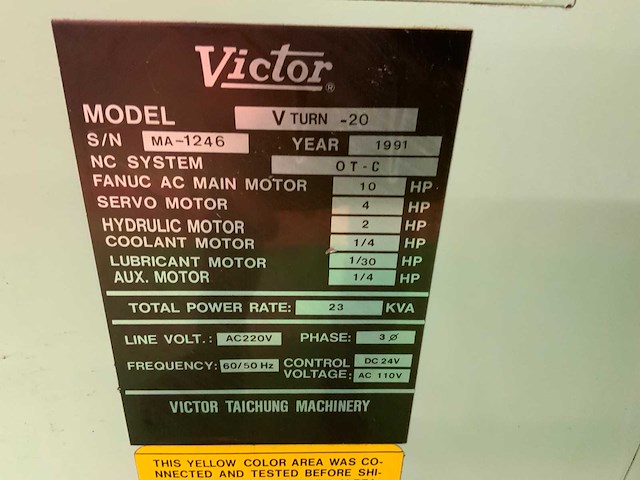 Victor®
MODEL V TURN -20
S/N MA-1246 YEAR 1991
NC SYSTEM OT-C
FANUC AC MAIN MOTOR 10 HP
SERVO MOTOR 4 HP
HYDRULIC MOTOR 2 HP
COOLANT MOTOR 1/4 HP
LUBRICANT MOTOR 1/30 HP
AUX. MOTOR 1/4 HP
TOTAL POWER RATE: 23 KVA
LINE VOLT.: AC220V PHASE: 3 Ø
FREQUENCY: 60/50 Hz CONTROL VOLTAGE: DC 24V AC 110V
VICTOR TAICHUNG MACHINERY
THIS YELLOW COLOR AREA WAS CO-
NNECTED AND TESTED BEFORE SHI-